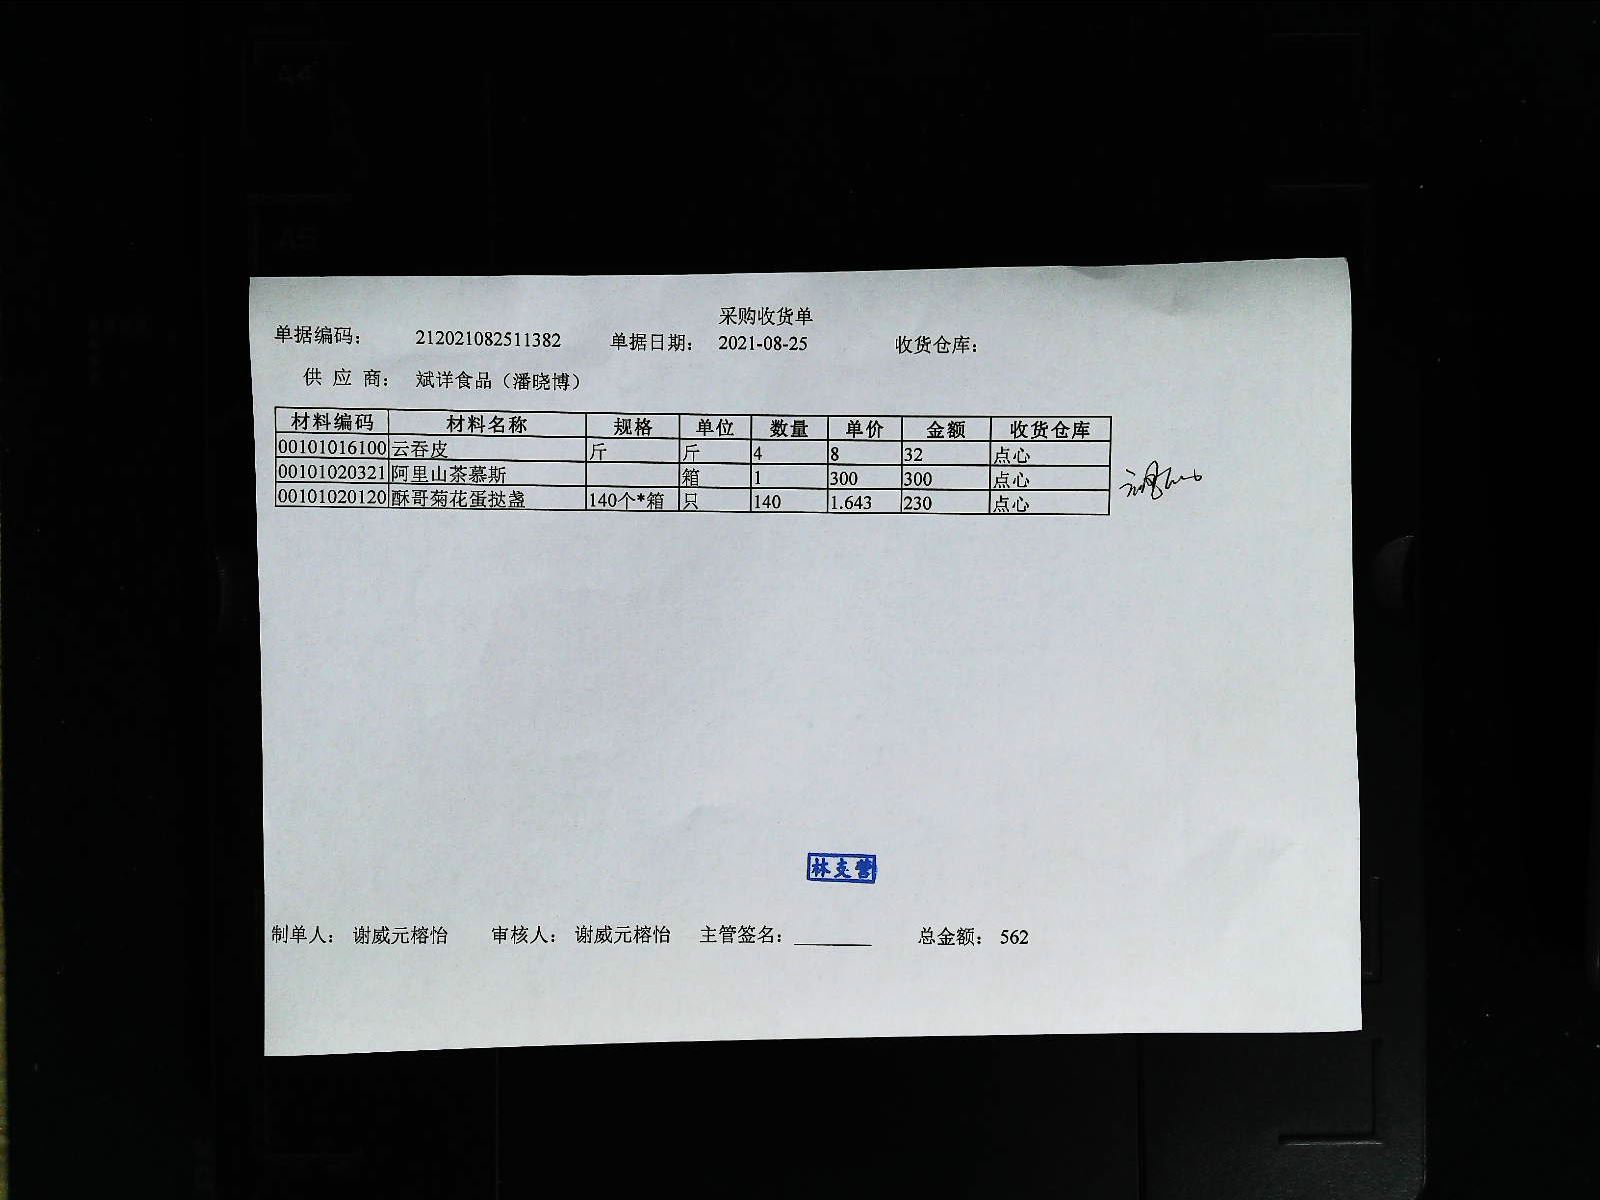 采购收货单
单据编码： 212021082511382 单据日期： 2021-08-25 收货仓库：
供 应 商： 斌洋食品（潘晓博）
材料编码 材料名称 规格 单位 数量 单价 金额 收货仓库
00101016100 云吞皮 斤 斤 4 8 32 点心
00101020321 阿里山茶慕斯 箱 1 300 300 点心
00101020120 酥哥菊花蛋挞盏 140个*箱 只 140 1.643 230 点心
林支营
制单人： 谢威元榕怡 审核人： 谢威元榕怡 主管签名： 总金额： 562